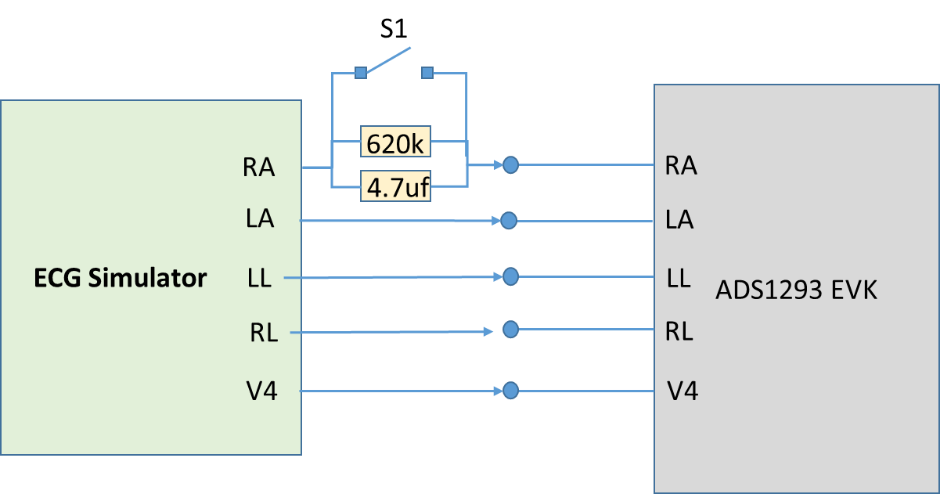 S1
620k
4.7uf
RA
LA
ECG Simulator
LL
RL
V4
RA
LA
LL
ADS1293 EVK
RL
V4